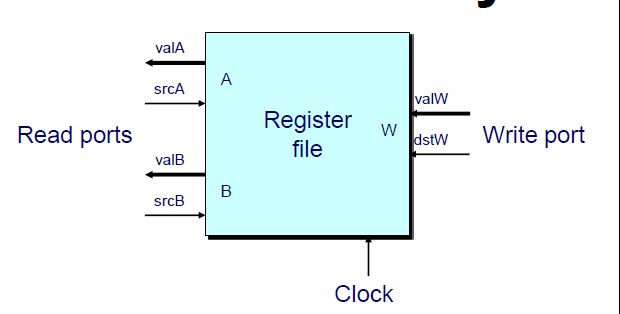 valA
srcA
A
Read ports
valB
srcB
B
Register
file
valW
W
dstW
Write port
Clock